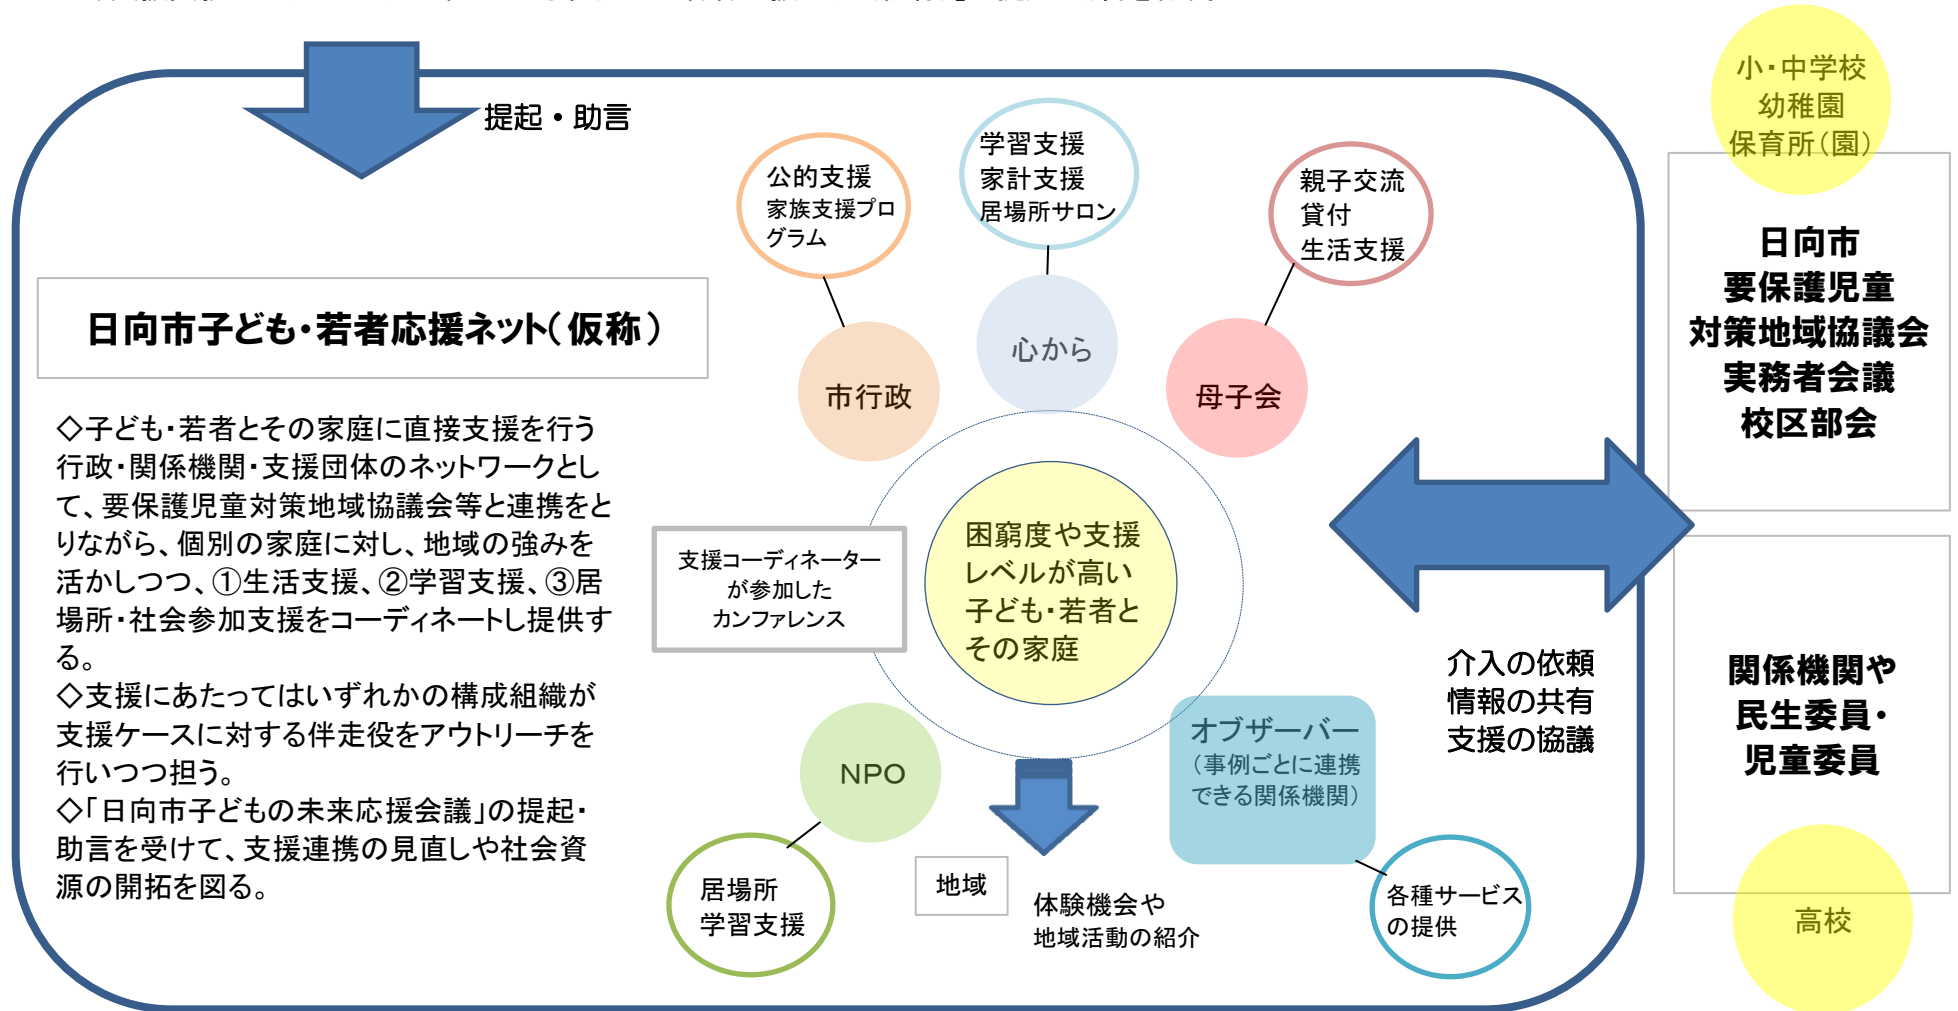 提起・助言
日向市子ども・若者応援ネット(仮称)
◇子ども・若者とその家庭に直接支援を行う
行政・関係機関・支援団体のネットワークとし
て、要保護児童対策地域協議会等と連携をと
りながら、個別の家庭に対し、地域の強みを
活かしつつ、①生活支援、②学習支援、③居
場所・社会参加支援をコーディネートし提供す
る。
◇支援にあたってはいずれかの構成組織が
支援ケースに対する伴走役をアウトリーチを
行いつつ担う。
◇「日向市子どもの未来応援会議」の提起・
助言を受けて、支援連携の見直しや社会資
源の開拓を図る。
公的支援
家族支援プロ
グラム
学習支援
家計支援
居場所サロン
親子交流
貸付
生活支援
市行政
心から
母子会
支援コーディネーター
が参加した
カンファレンス
困窮度や支援
レベルが高い
子ども・若者と
その家庭
NPO
オブザーバー
(事例ごとに連携
できる関係機関)
居場所
学習支援
地域
体験機会や
地域活動の紹介
各種サービス
の提供
介入の依頼
情報の共有
支援の協議
小・中学校
幼稚園
保育所(園)
日向市
要保護児童
対策地域協議会
実務者会議
校区部会
関係機関や
民生委員・
児童委員
高校